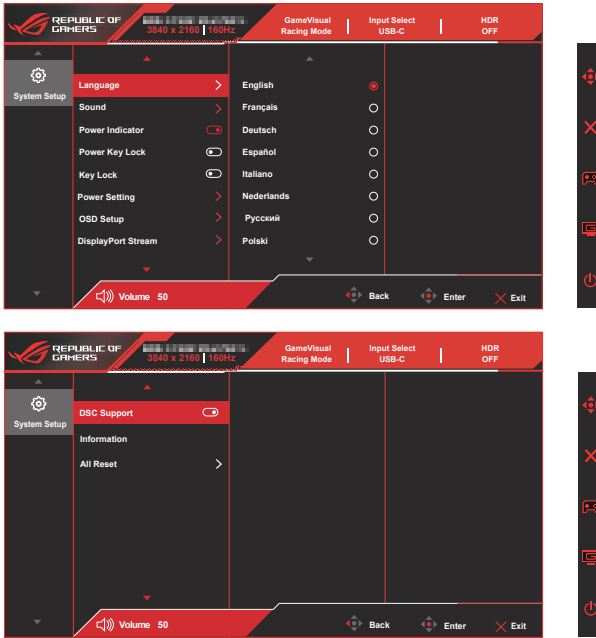 REPUBLIC OF
GAMERS
3840 x 2160 160Hz
GameVisual
Racing Mode
Input Select
USB-C
HDR
OFF
System Setup
Language
Sound
Power Indicator
Power Key Lock
Key Lock
Power Setting
OSD Setup
DisplayPort Stream
English
Français
Deutsch
Español
Italiano
Nederlands
Русский
Polski
Volume 50
Back
Enter
Exit
REPUBLIC OF
GAMERS
3840 x 2160 160Hz
GameVisual
Racing Mode
Input Select
USB-C
HDR
OFF
System Setup
DSC Support
Information
All Reset
Volume 50
Back
Enter
Exit